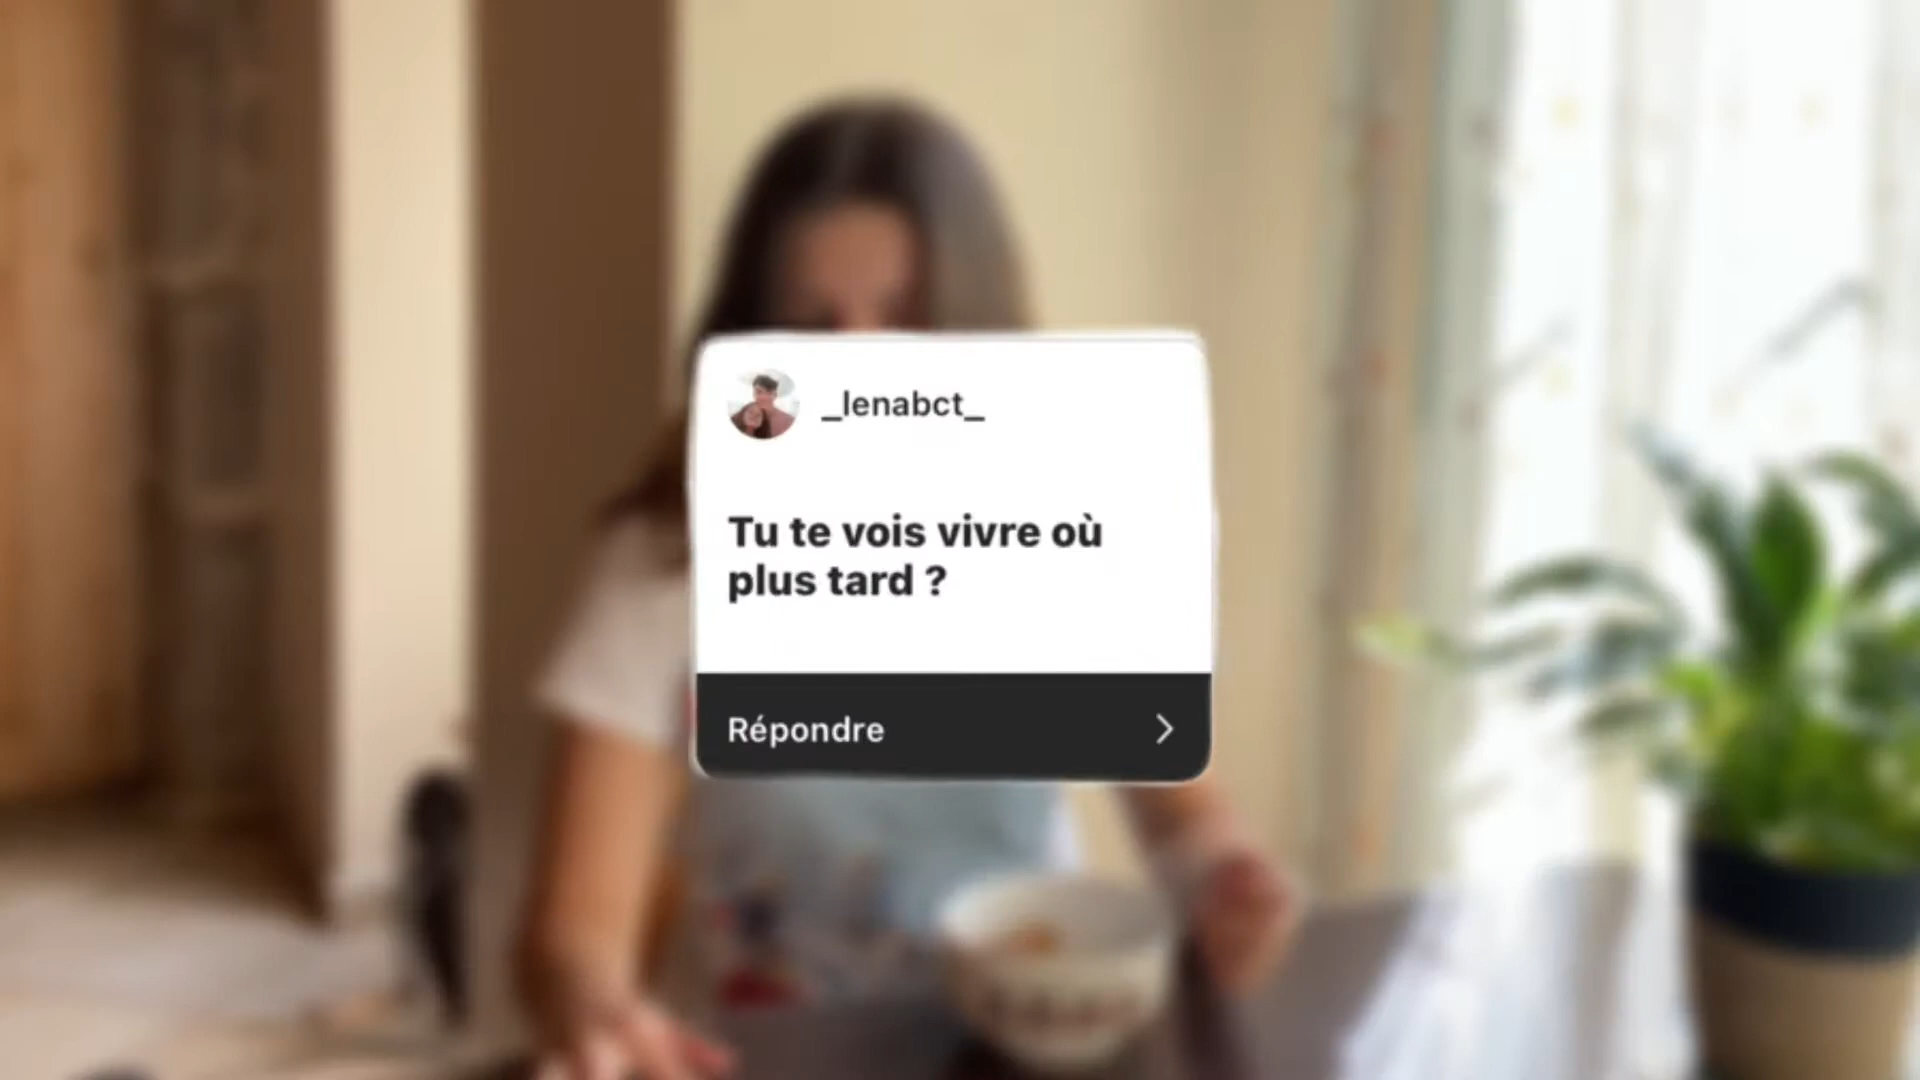 _lenabct_
Tu te vois vivre où
plus tard ?
Répondre